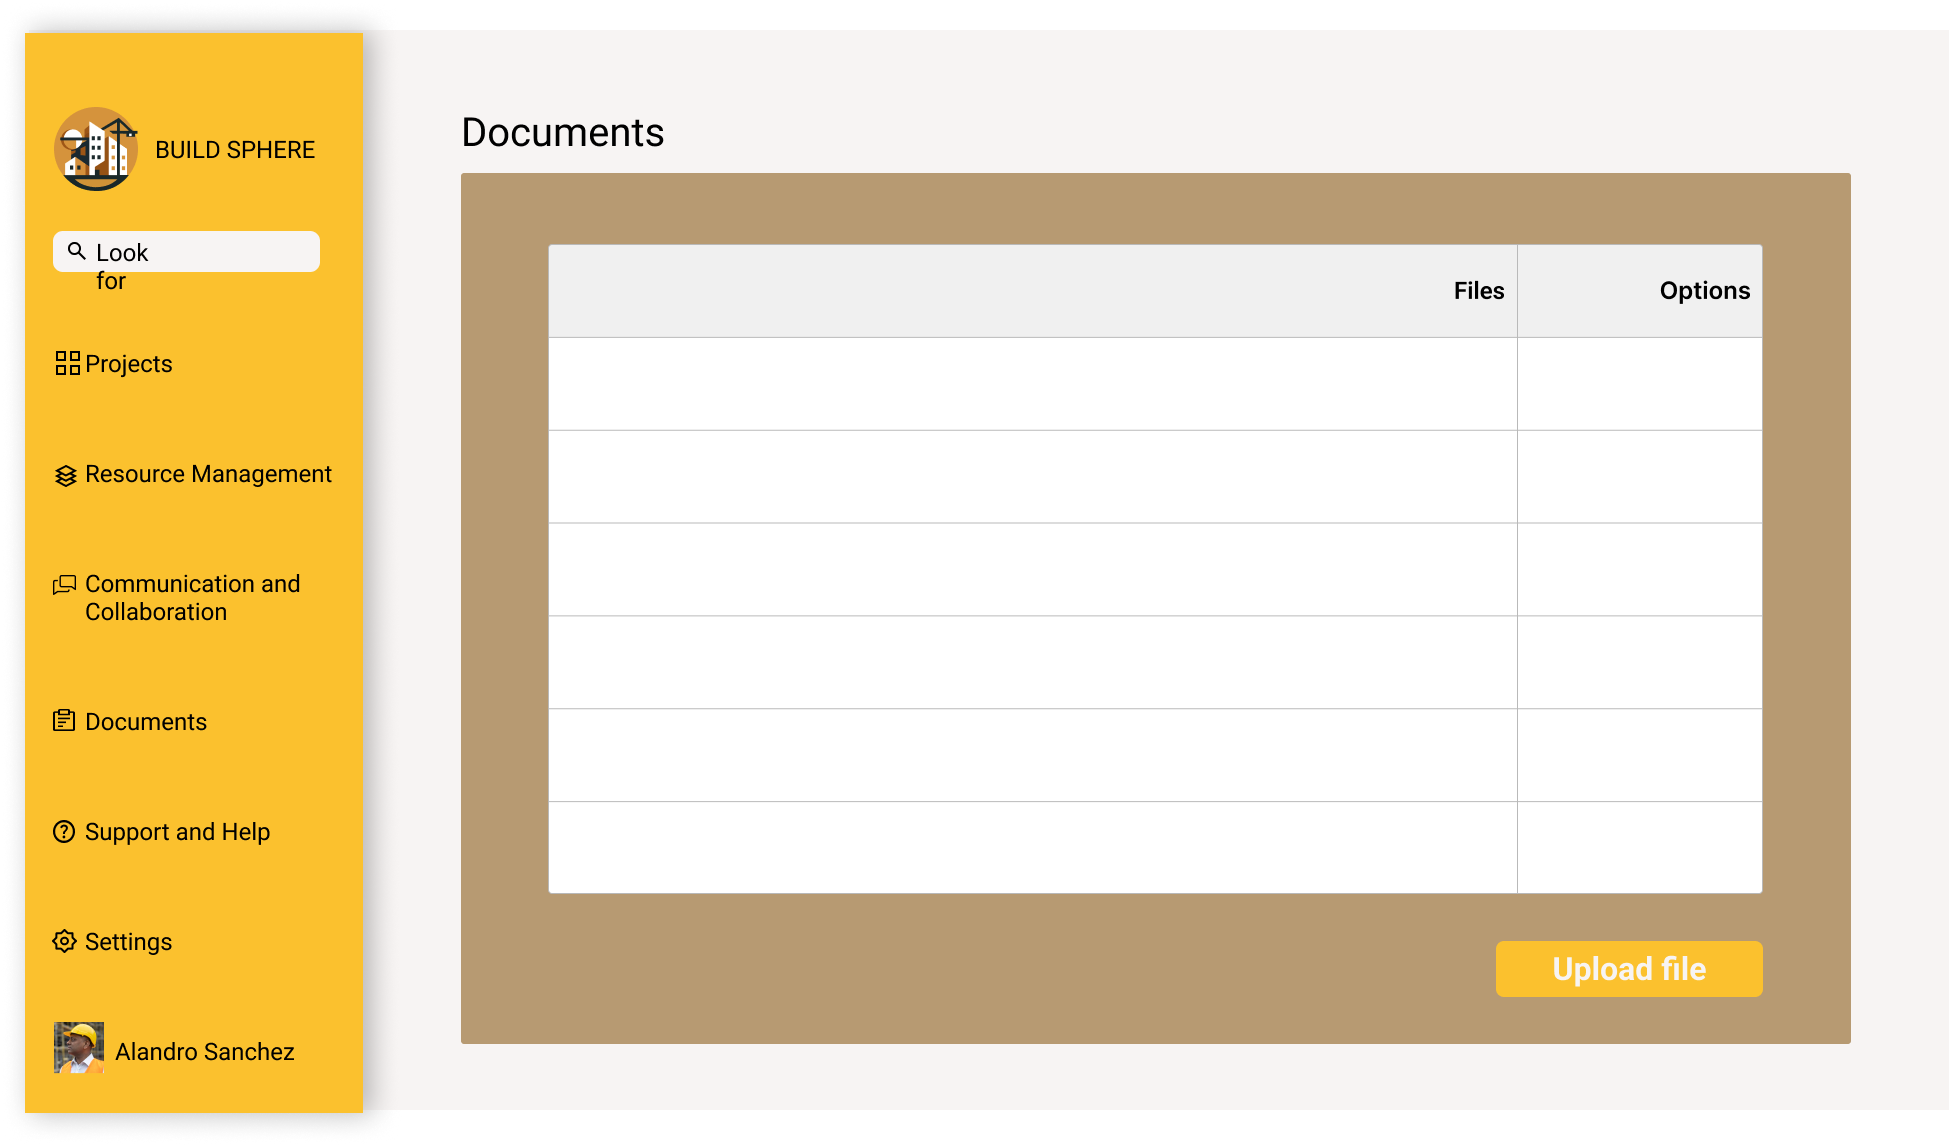 BUILD SPHERE
Look
for
Projects
Resource Management
Communication and
Collaboration
Documents
Support and Help
Settings
Alandro Sanchez
Documents
Files
Options
Upload file